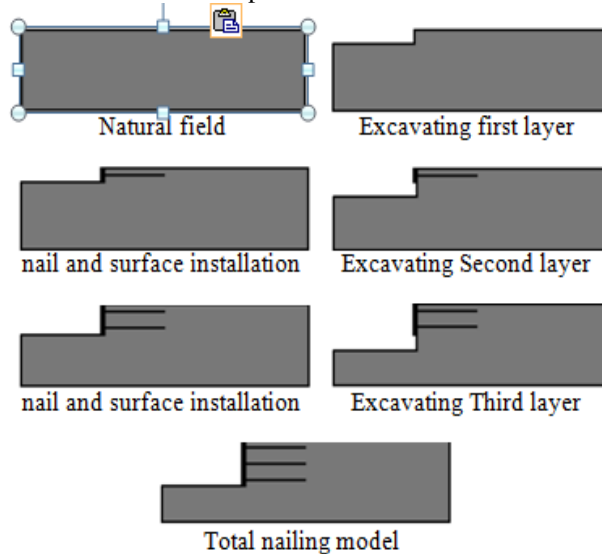 Natural field
Excavating first layer
nail and surface installation
Excavating Second layer
nail and surface installation
Excavating Third layer
Total nailing model